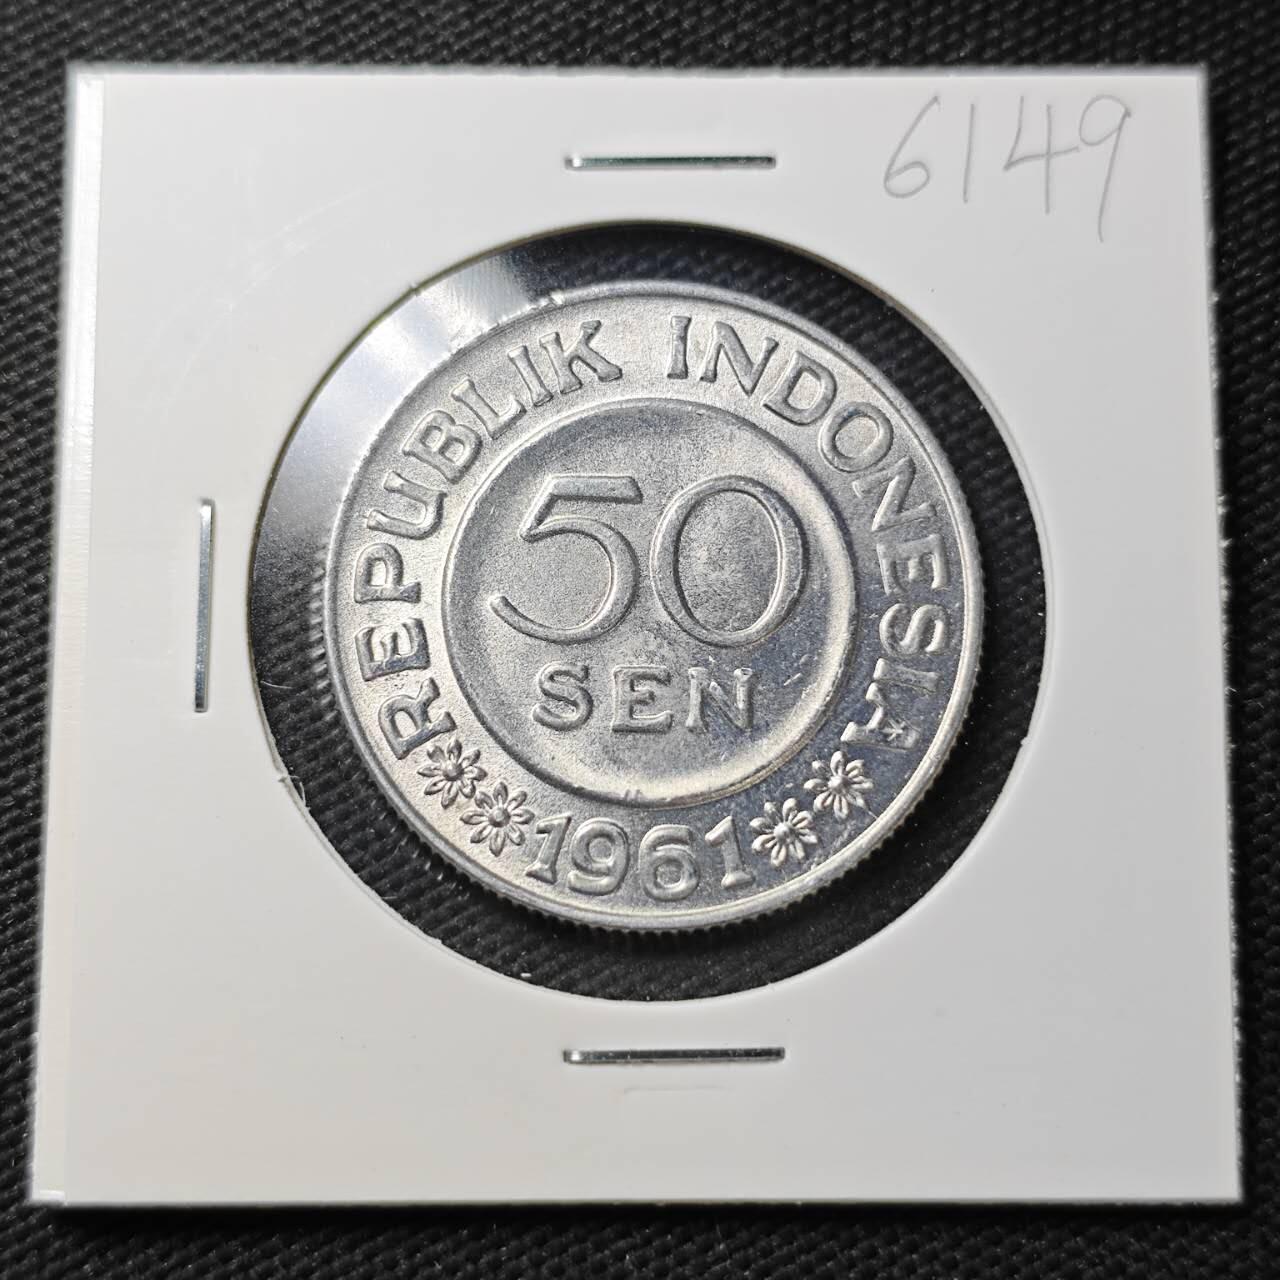 6149
REPUBLIK INDONESIA
50
SEN
1961